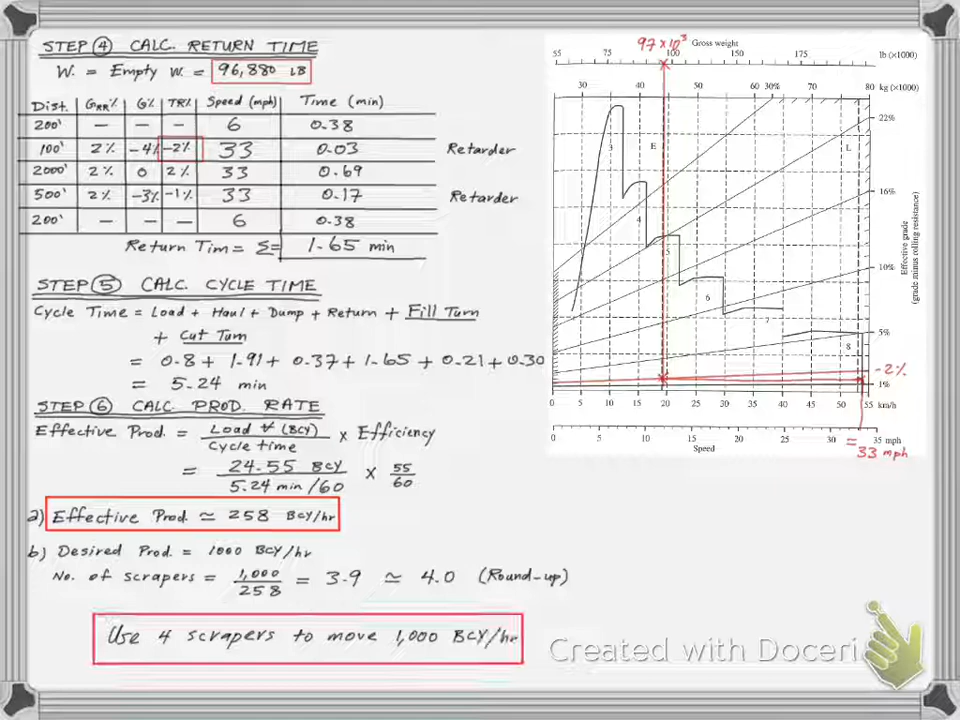 STEP 4 CALC. RETURN TIME
W. = Empty W. = 96,880 LB
Dist. GRR% G% TR% Speed (mph) Time (min)
200' — — — 6 0.38
100' 2% -4% -2% 33 0.03 Retarder
2000' 2% 0 2% 33 0.69
500' 2% -3% -1% 33 0.17 Retarder
200' — — — 6 0.38
Return Tim = Σ = 1.65 min
STEP 5 CALC. CYCLE TIME
Cycle Time = Load + Haul + Dump + Return + Fill Turn
+ Cut Turn
= 0.8 + 1.91 + 0.37 + 1.65 + 0.21 + 0.30
= 5.24 min
STEP 6 CALC. PROD. RATE
Effective Prod. = Load V (BCY) / Cycle time × Efficiency
= 24.55 BCY / 5.24 min/60 × 55/60
a) Effective Prod. ≃ 258 BCY/hr
b) Desired Prod. = 1000 BCY/hr
No. of scrapers = 1,000/258 = 3.9 ≃ 4.0 (Round-up)
Use 4 scrapers to move 1,000 BCY/hr
97 × 10³ Gross weight
55 75 100 125 175 lb (×1000)
30 40 50 60 30% 70 80 kg (×1000)
22%
3 E L
16%
4
Effective grade
(grade minus rolling resistance)
5
10%
6
7
5%
8
-2%
1%
0 5 10 15 20 25 30 35 40 45 50 55 km/h
0 5 10 15 20 25 30 35 mph
Speed
= 33 mph
Created with Doceri